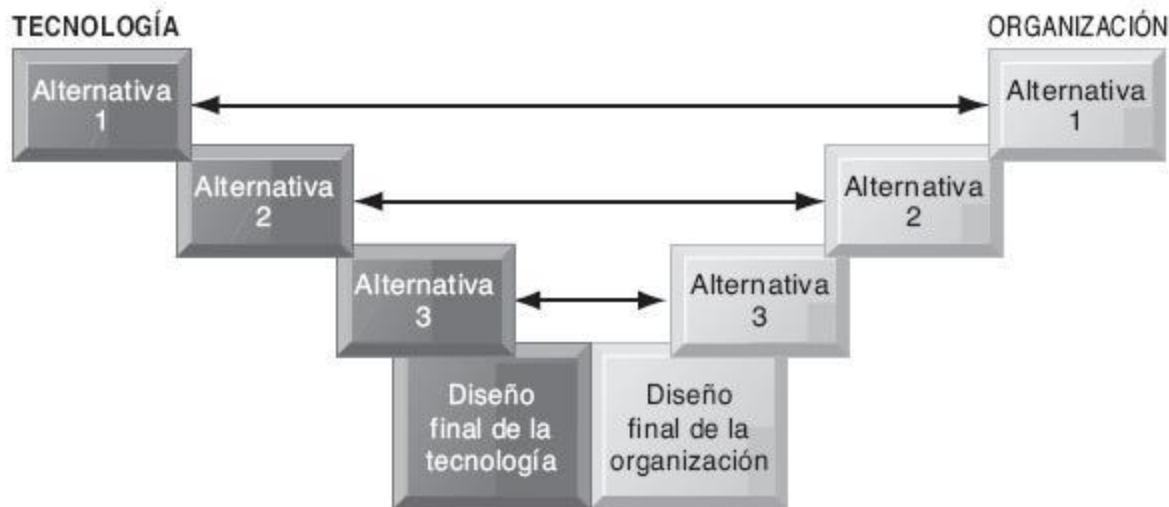 TECNOLOGÍA
ORGANIZACIÓN
Alternativa
1
Alternativa
1
Alternativa
2
Alternativa
2
Alternativa
3
Alternativa
3
Diseño
final de la
tecnología
Diseño
final de la
organización